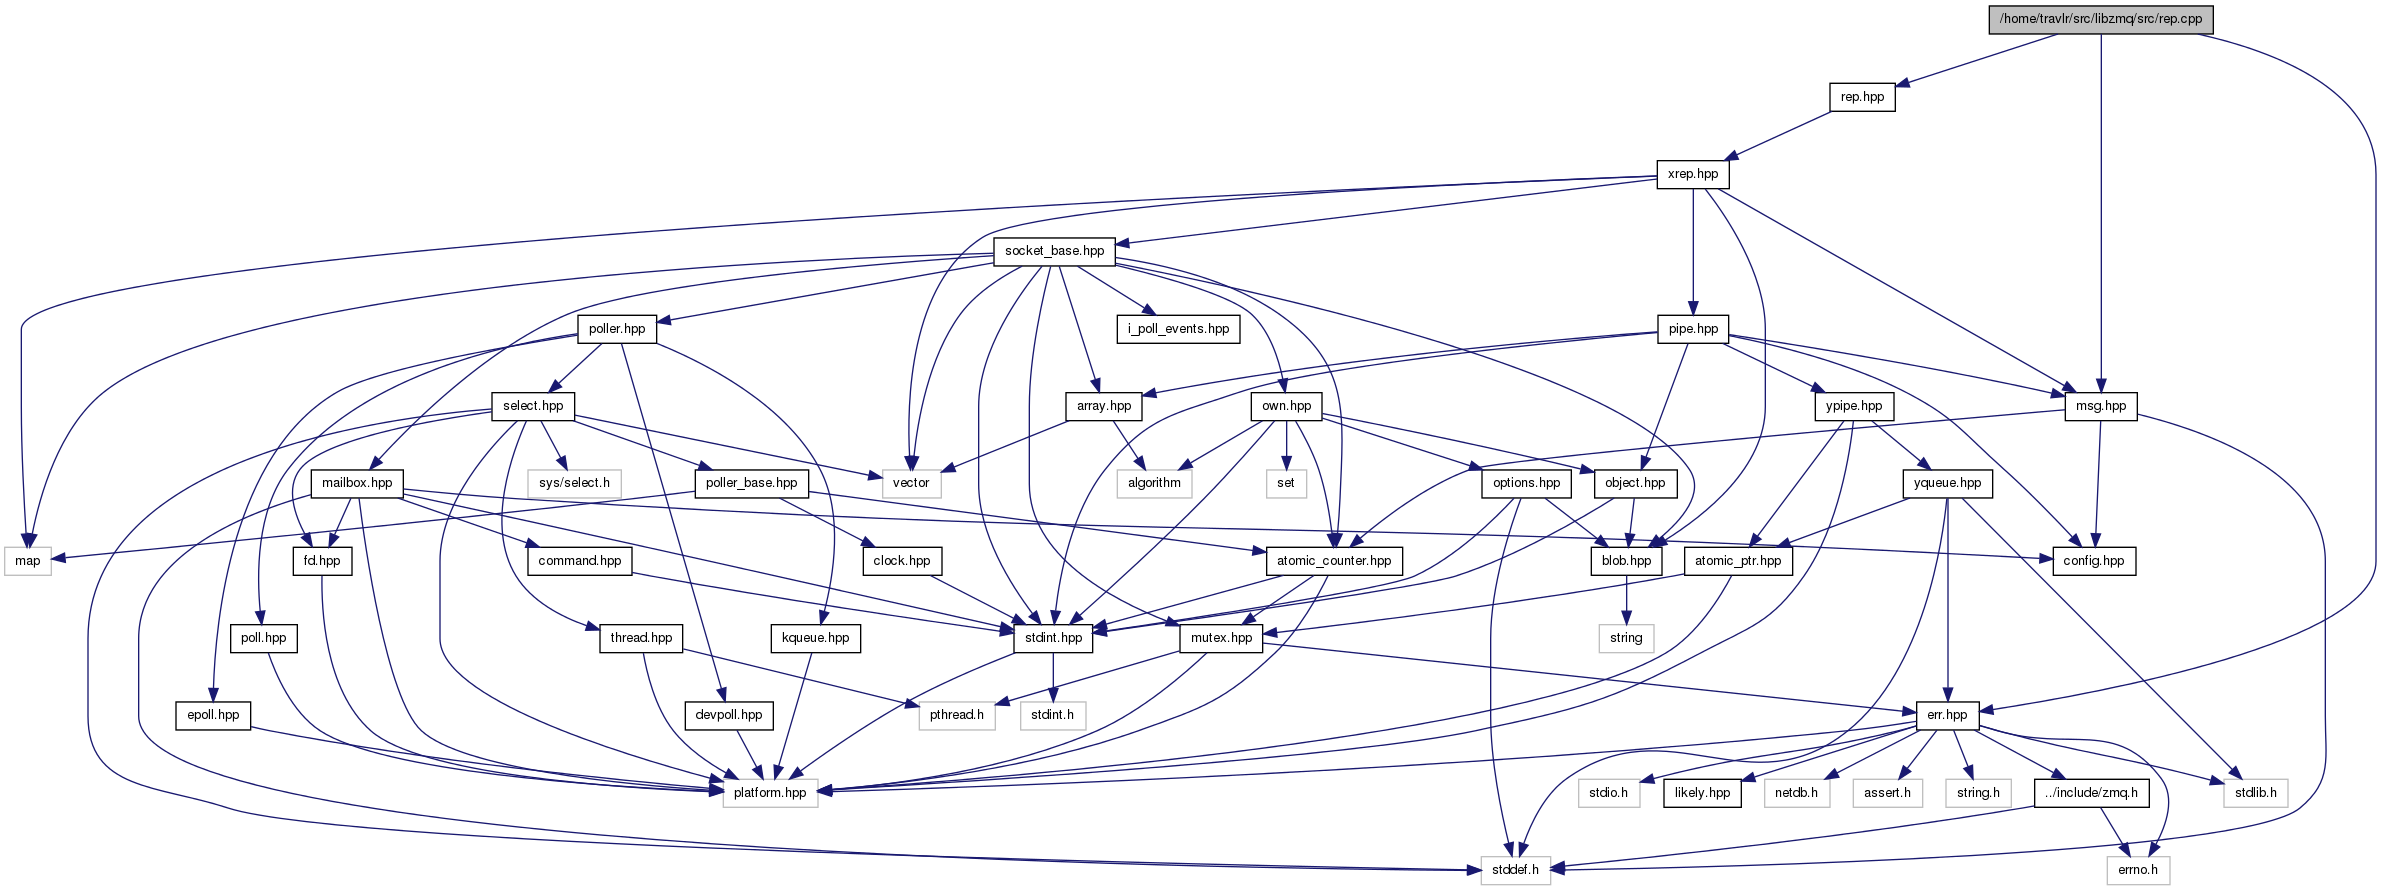 /home/travlr/src/libzmq/src/rep.cpp
rep.hpp
xrep.hpp
socket_base.hpp
poller.hpp
i_poll_events.hpp
pipe.hpp
select.hpp
array.hpp
own.hpp
ypipe.hpp
msg.hpp
mailbox.hpp
sys/select.h
poller_base.hpp
vector
algorithm
set
options.hpp
object.hpp
yqueue.hpp
map
fd.hpp
command.hpp
clock.hpp
atomic_counter.hpp
blob.hpp
atomic_ptr.hpp
config.hpp
poll.hpp
thread.hpp
kqueue.hpp
stdint.hpp
mutex.hpp
string
epoll.hpp
devpoll.hpp
pthread.h
stdint.h
err.hpp
platform.hpp
stdio.h
likely.hpp
netdb.h
assert.h
string.h
../include/zmq.h
stdlib.h
stddef.h
errno.h